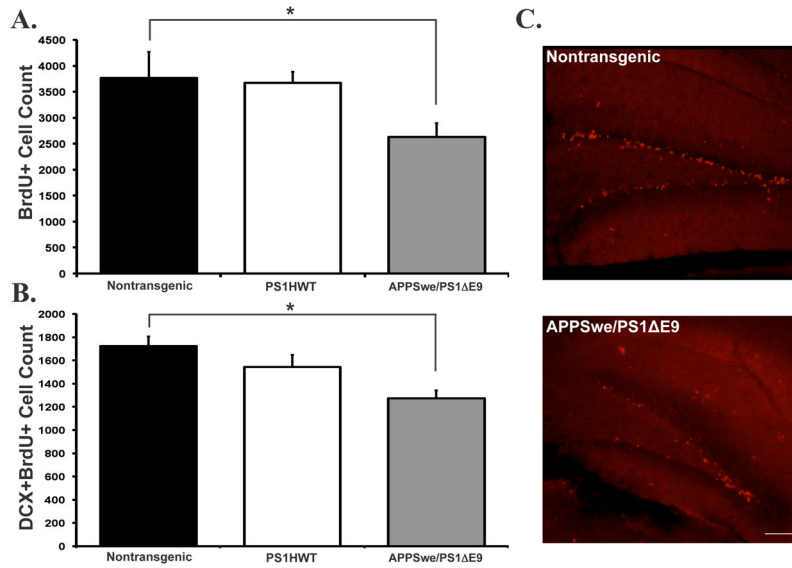 A.
*
BrdU+ Cell Count
4500
4000
3500
3000
2500
2000
1500
1000
500
0
Nontransgenic
PS1HWT
APPSwe/PS1ΔE9
B.
*
DCX+BrdU+ Cell Count
2000
1800
1600
1400
1200
1000
800
600
400
200
0
Nontransgenic
PS1HWT
APPSwe/PS1ΔE9
C.
Nontransgenic
APPSwe/PS1ΔE9